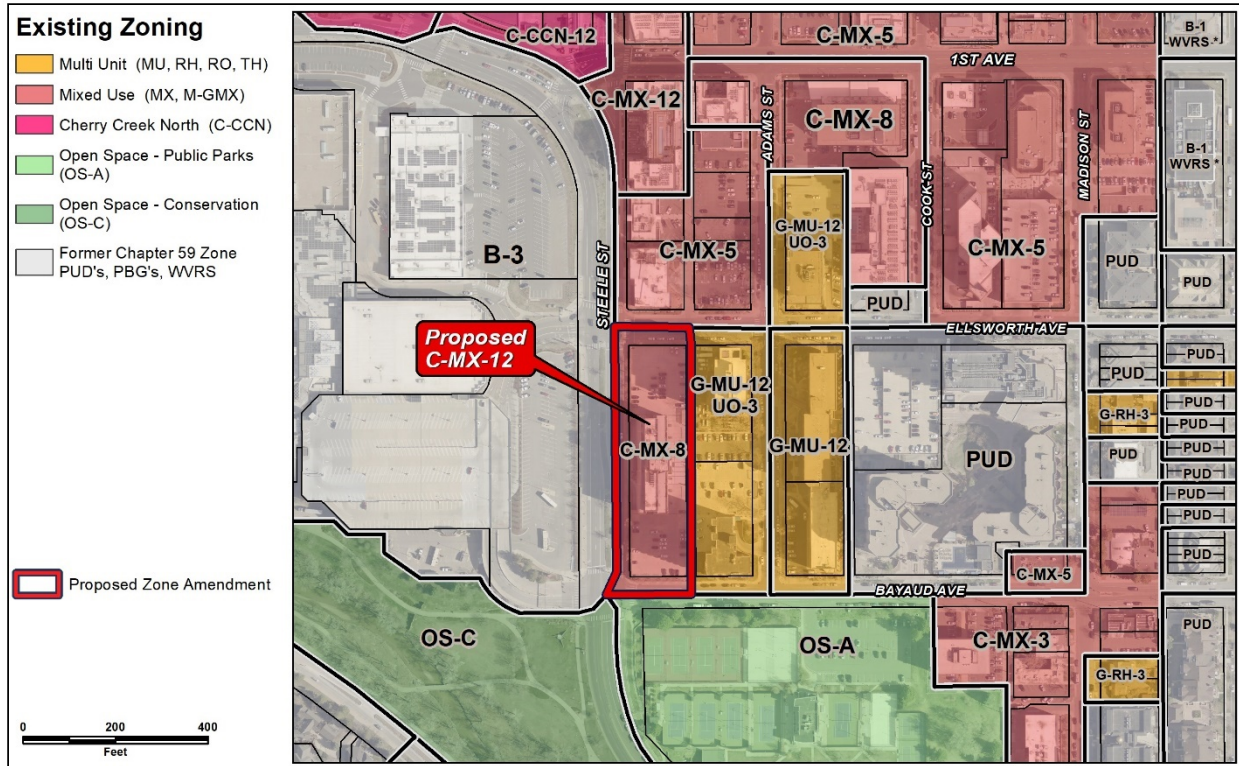 Existing Zoning
Multi Unit (MU, RH, RO, TH)
Mixed Use (MX, M-GMX)
Cherry Creek North (C-CCN)
Open Space - Public Parks
(OS-A)
Open Space - Conservation
(OS-C)
Former Chapter 59 Zone
PUD's, PBG's, WVRS
Proposed Zone Amendment
0 200 400
Feet
C-CCN-12
C-MX-5
1ST AVE
B-1
WVRS *
C-MX-12
C-MX-8
ADAMS ST
COOK ST
MADISON ST
B-1
WVRS *
B-3
STEELE ST
C-MX-5
G-MU-12
UO-3
C-MX-5
PUD
PUD
PUD
ELLSWORTH AVE
Proposed
C-MX-12
C-MX-8
G-MU-12
UO-3
G-MU-12
PUD
PUD
PUD
G-RH-3
PUD
PUD
PUD
PUD
PUD
PUD
PUD
PUD
C-MX-5
BAYAUD AVE
OS-C
OS-A
C-MX-3
PUD
G-RH-3